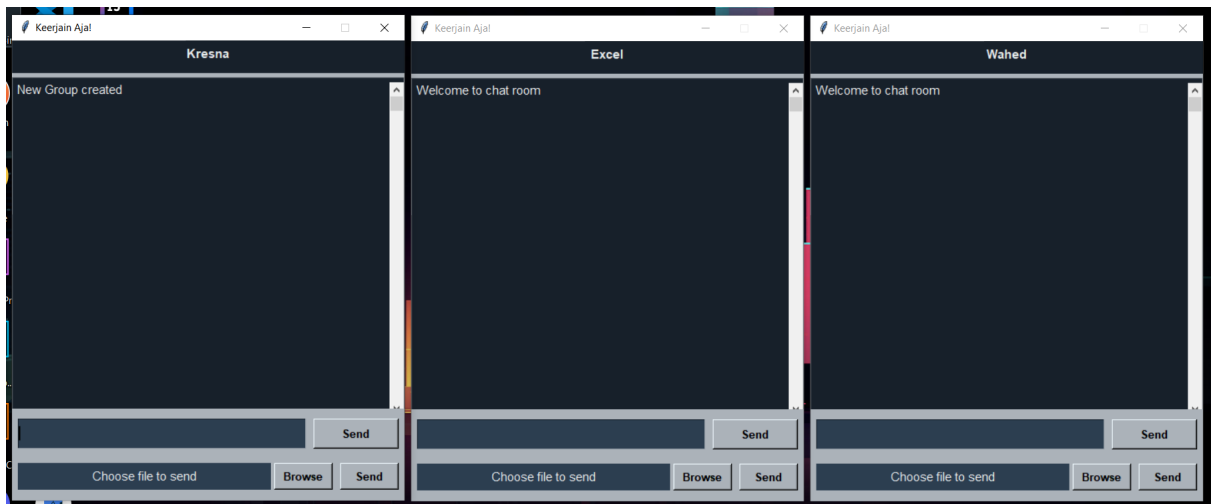 Keerjain Aja!
Kresna
New Group created
Send
Choose file to send
Browse
Send
Keerjain Aja!
Excel
Welcome to chat room
Send
Choose file to send
Browse
Send
Keerjain Aja!
Wahed
Welcome to chat room
Send
Choose file to send
Browse
Send